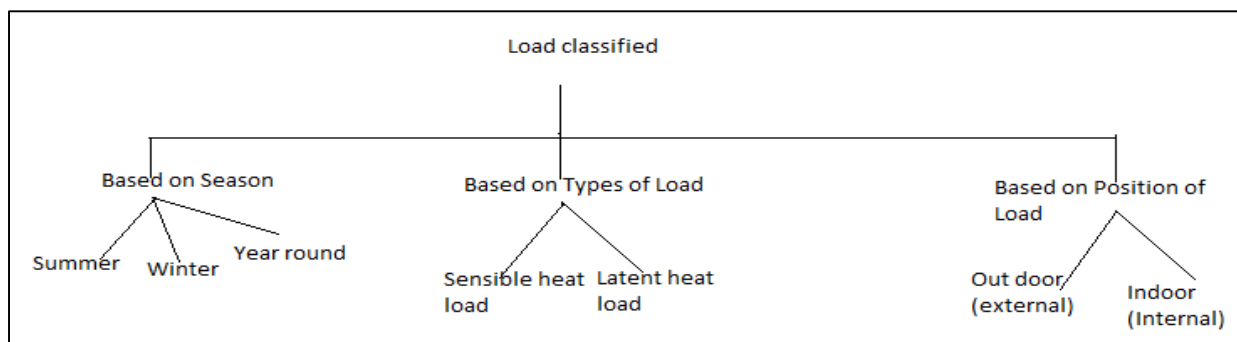 Load classified
Based on Season
Based on Types of Load
Based on Position of
Load
Summer
Winter
Year round
Sensible heat
load
Latent heat
load
Out door
(external)
Indoor
(Internal)